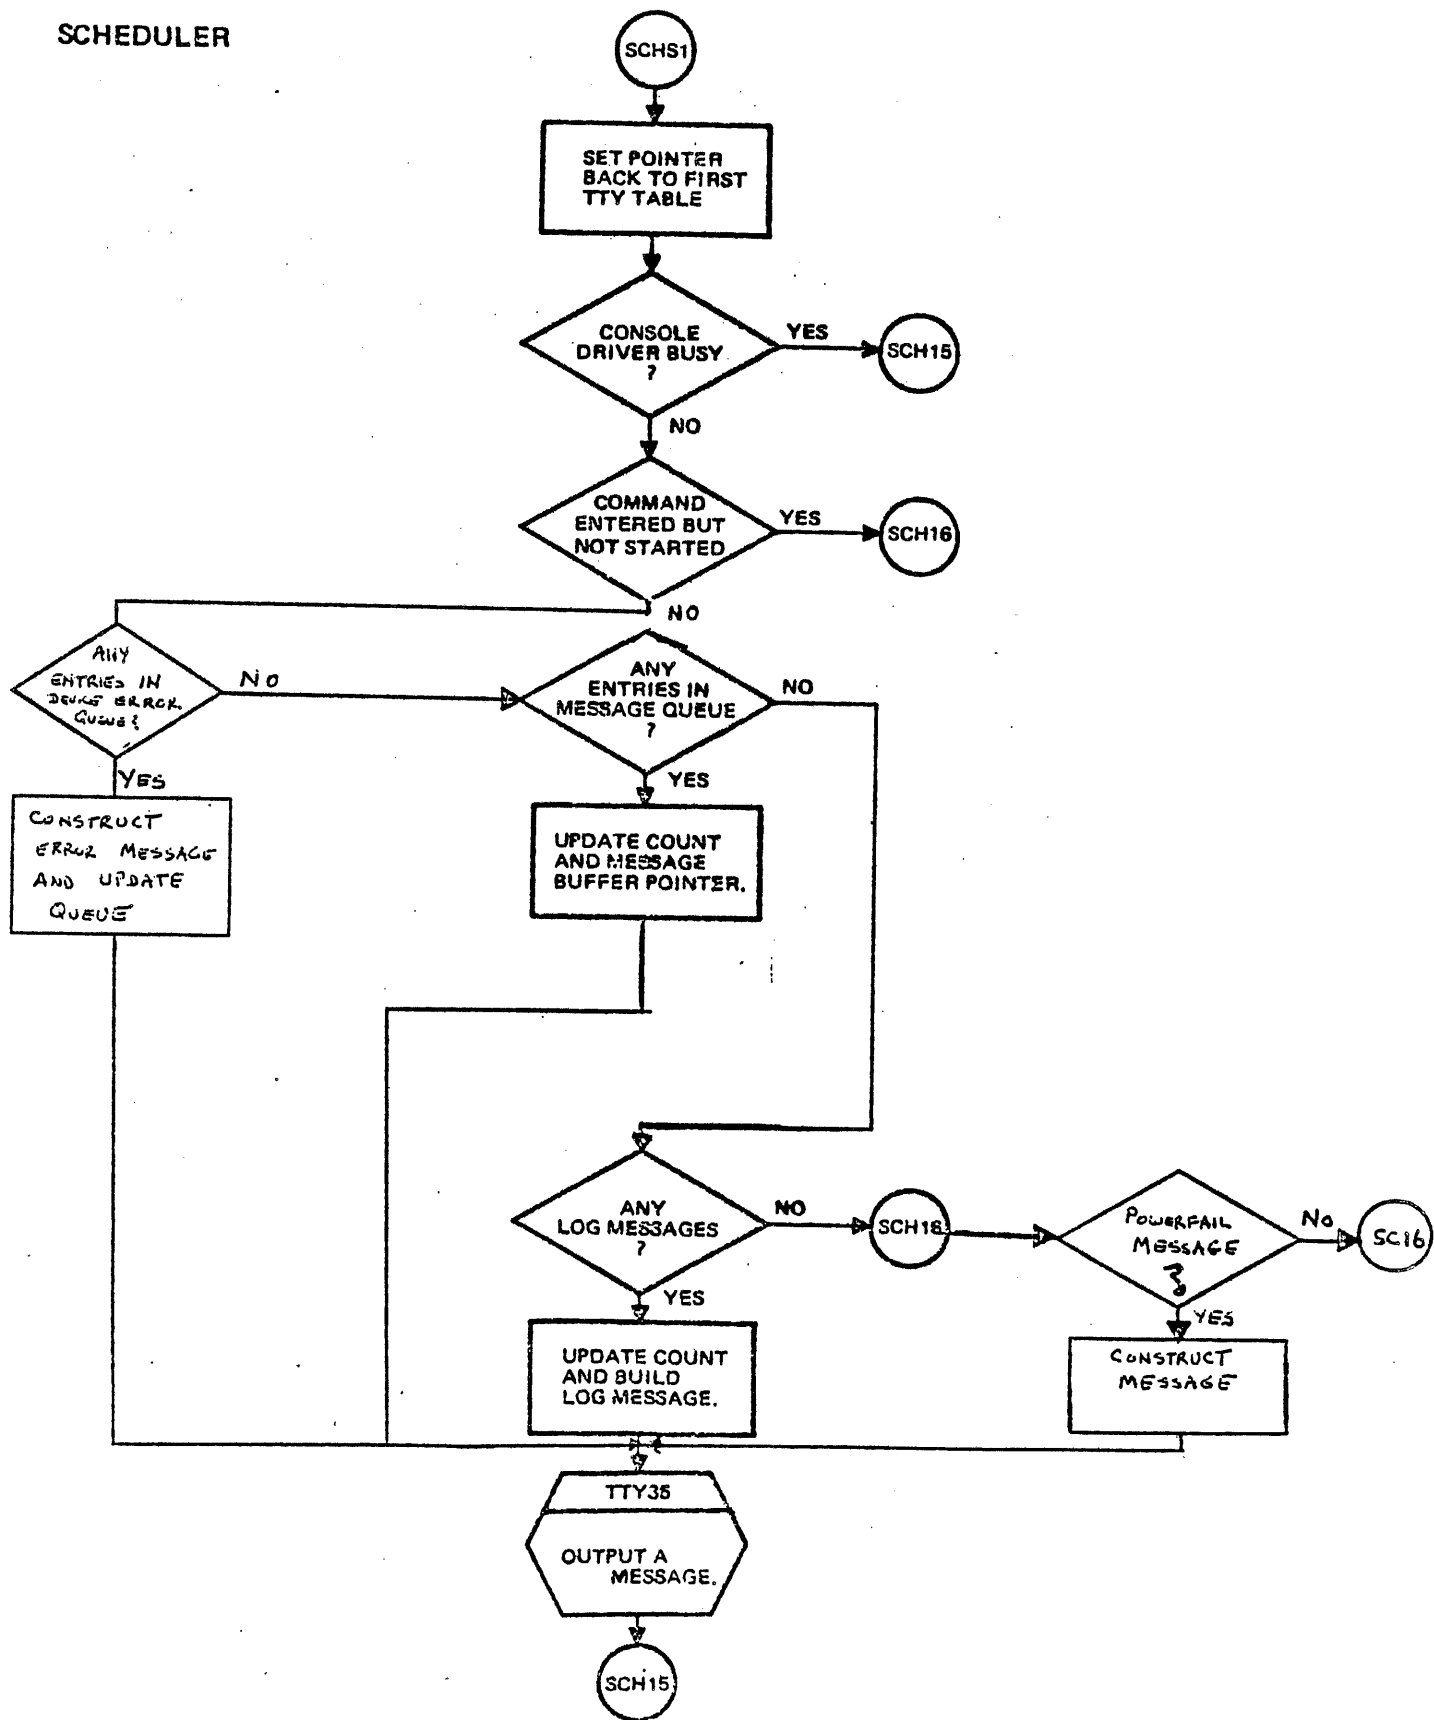 SCHEDULER
SCHS1
SET POINTER
BACK TO FIRST
TTY TABLE
CONSOLE
DRIVER BUSY
?
YES
SCH15
NO
COMMAND
ENTERED BUT
NOT STARTED
YES
SCH16
NO
ANY
ENTRIES IN
DEVICE ERROR
QUEUE?
NO
ANY
ENTRIES IN
MESSAGE QUEUE
?
NO
YES
CONSTRUCT
ERROR MESSAGE
AND UPDATE
QUEUE
YES
UPDATE COUNT
AND MESSAGE
BUFFER POINTER.
ANY
LOG MESSAGES
?
NO
SCH18
POWERFAIL
MESSAGE
?
NO
SC16
YES
UPDATE COUNT
AND BUILD
LOG MESSAGE.
YES
CONSTRUCT
MESSAGE
TTY35
OUTPUT A
MESSAGE.
SCH15